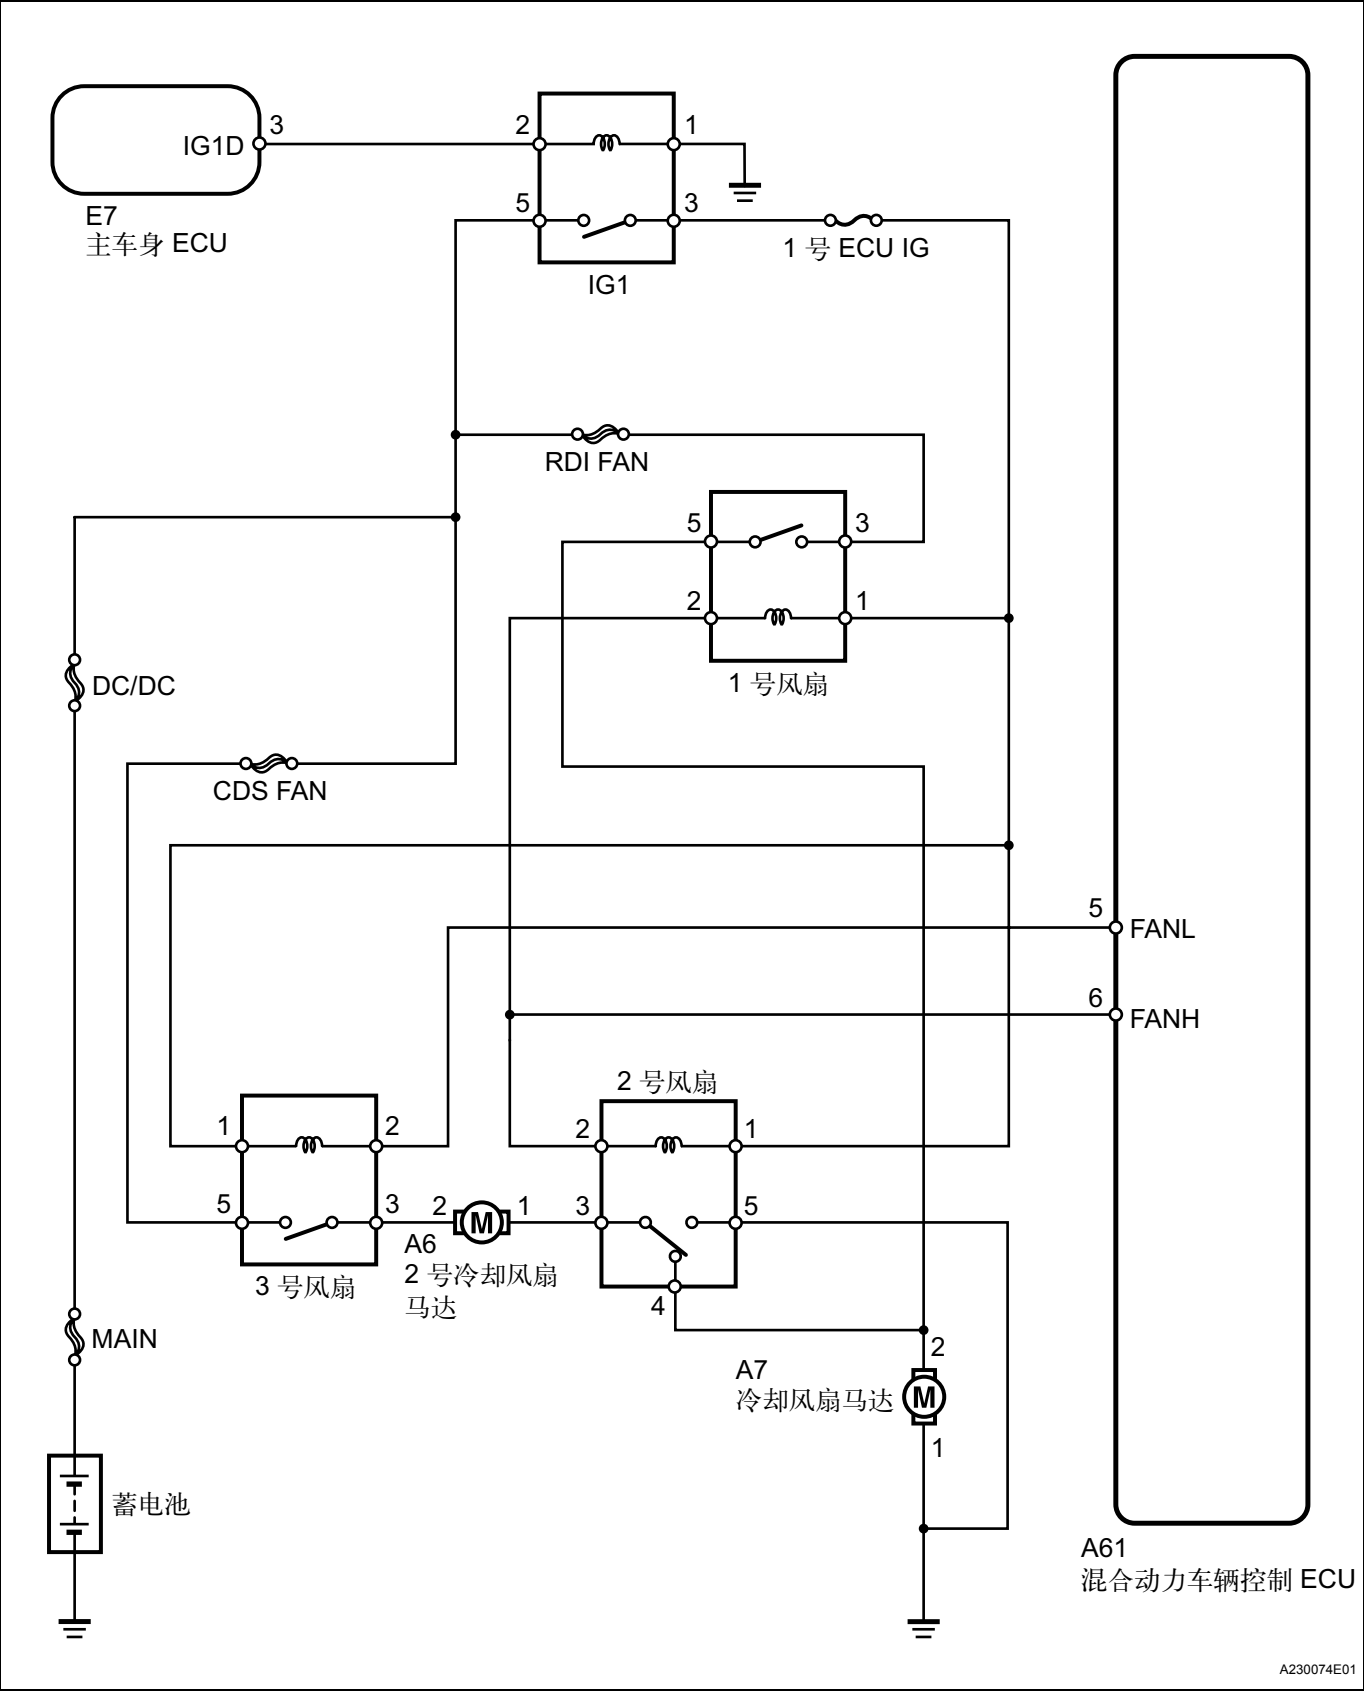 IG1D
3
E7
主车身 ECU
2
1
5
3
IG1
1 号 ECU IG
RDI FAN
5
3
2
1
1 号风扇
DC/DC
CDS FAN
5
FANL
6
FANH
2 号风扇
1
2
2
1
5
3
2
1
3
5
A6
2 号冷却风扇
马达
3 号风扇
4
MAIN
2
A7
冷却风扇马达
1
M
M
蓄电池
A61
混合动力车辆控制 ECU
A230074E01